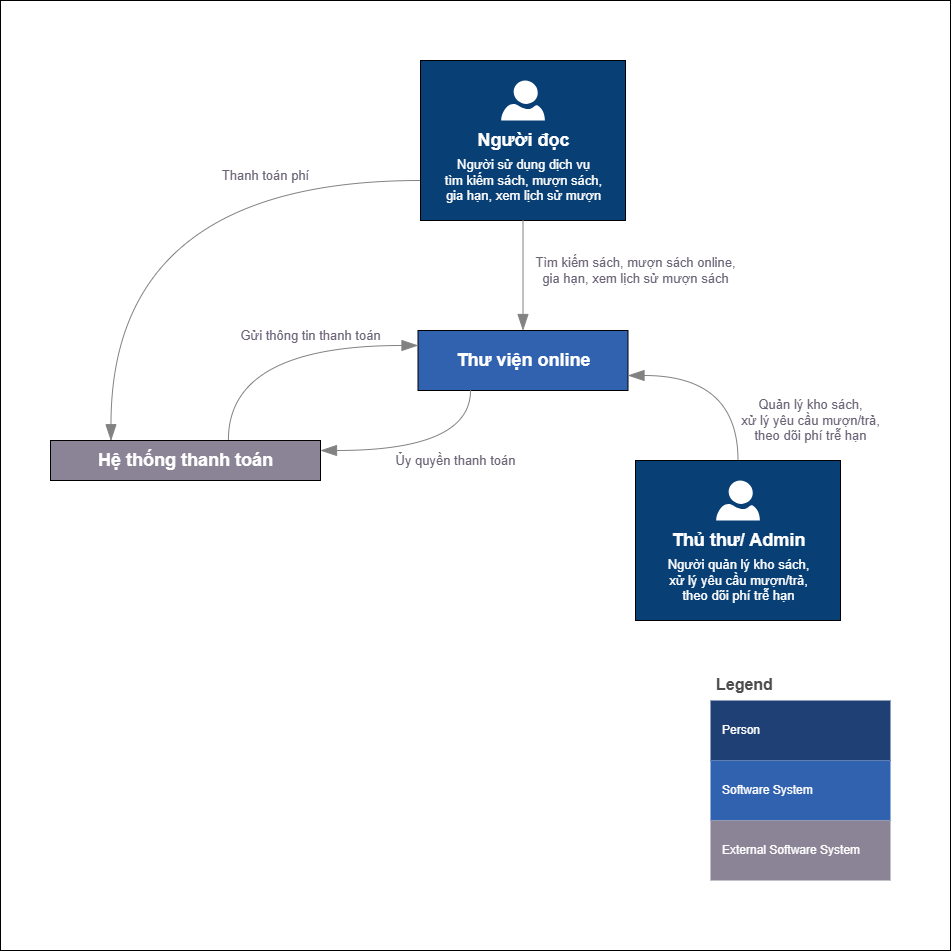 Người đọc
Người sử dụng dịch vụ
tìm kiếm sách, mượn sách,
gia hạn, xem lịch sử mượn
Thanh toán phí
Tìm kiếm sách, mượn sách online,
gia hạn, xem lịch sử mượn sách
Gửi thông tin thanh toán
Thư viện online
Quản lý kho sách,
xử lý yêu cầu mượn/trả,
theo dõi phí trễ hạn
Hệ thống thanh toán
Ủy quyền thanh toán
Thủ thư/ Admin
Người quản lý kho sách,
xử lý yêu cầu mượn/trả,
theo dõi phí trễ hạn
Legend
Person
Software System
External Software System